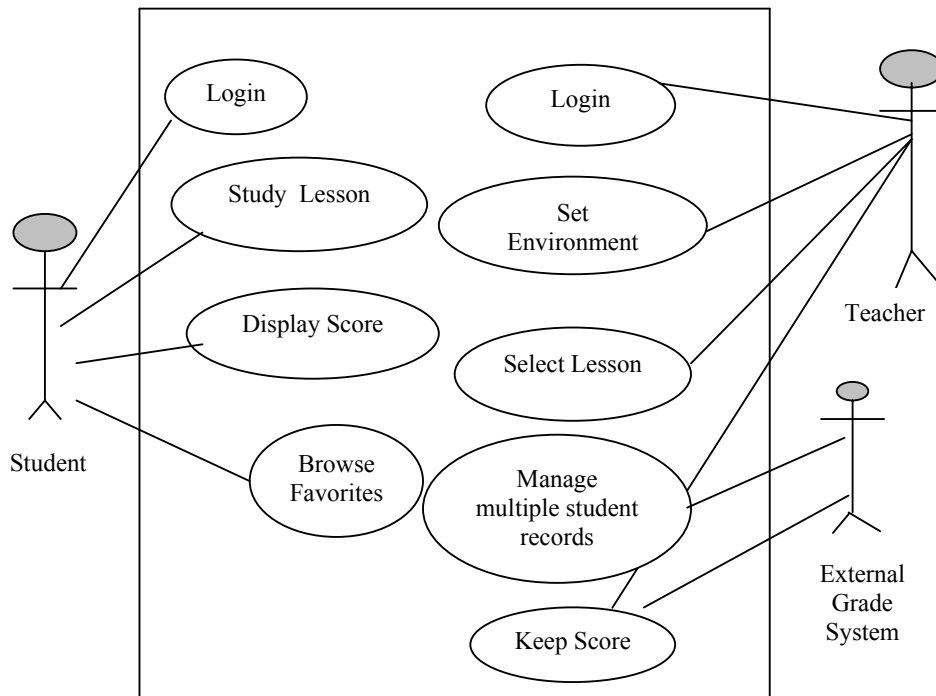 Login
Login
Study Lesson
Set
Environment
Teacher
Display Score
Select Lesson
Student
Browse
Favorites
Manage
multiple student
records
External
Grade
System
Keep Score